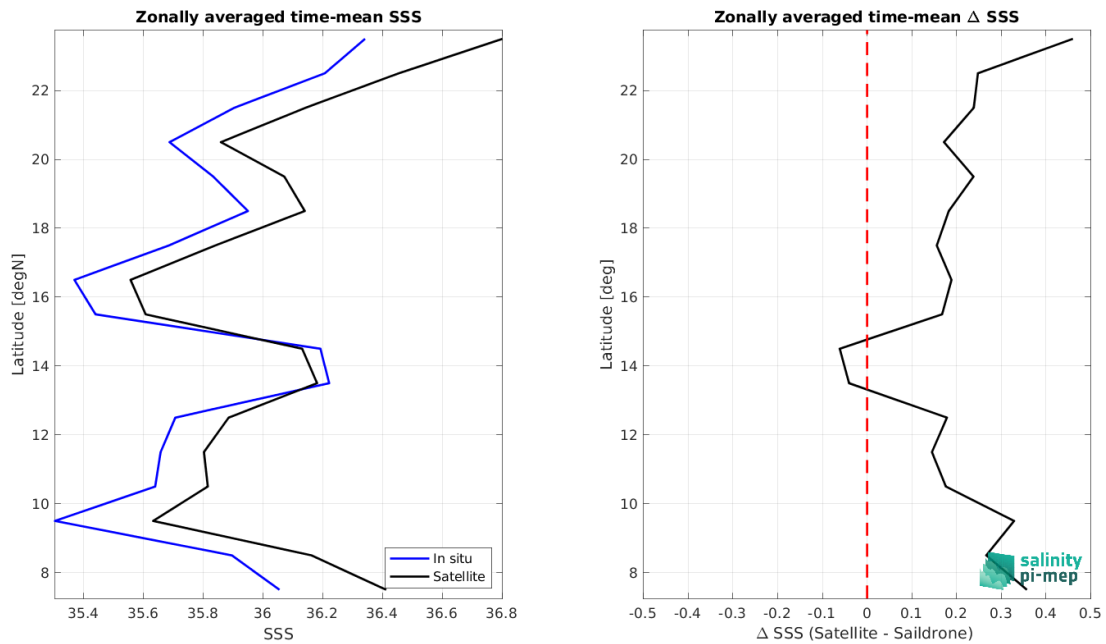 Zonally averaged time-mean SSS
22
20
18
16
14
12
10
8
Latitude [degN]
35.4 35.6 35.8 36 36.2 36.4 36.6 36.8
SSS
In situ
Satellite
Zonally averaged time-mean Δ SSS
22
20
18
16
14
12
10
8
Latitude [deg]
-0.5 -0.4 -0.3 -0.2 -0.1 0 0.1 0.2 0.3 0.4 0.5
Δ SSS (Satellite - Saildrone)
salinity
pi-mep